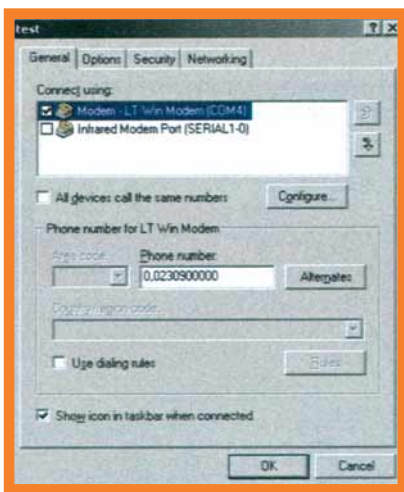 test
General Options Security Networking
Connect using:
Modem - LT Win Modem (COM4)
Infrared Modem Port (SERIAL1-0)
All devices call the same numbers
Configure...
Phone number for LT Win Modem
Area code: Phone number:
0,0230900000
Alternates
Country/region code:
Use dialing rules
Rules
Show icon in taskbar when connected
OK Cancel